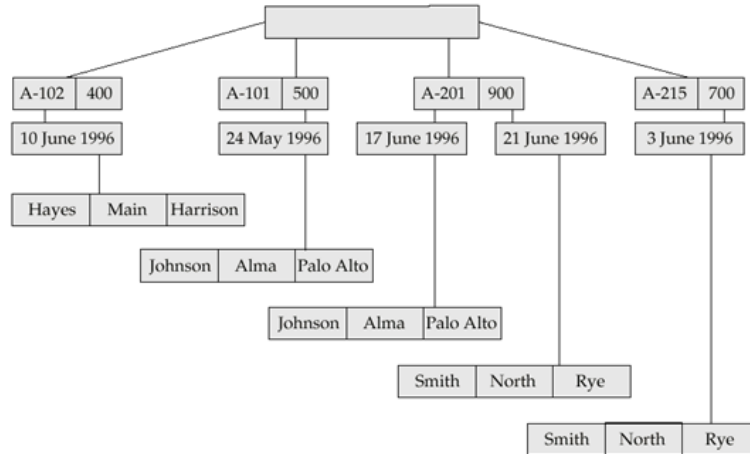 A-102 400 A-101 500 A-201 900 A-215 700
10 June 1996 24 May 1996 17 June 1996 21 June 1996 3 June 1996
Hayes Main Harrison
Johnson Alma Palo Alto
Johnson Alma Palo Alto
Smith North Rye
Smith North Rye